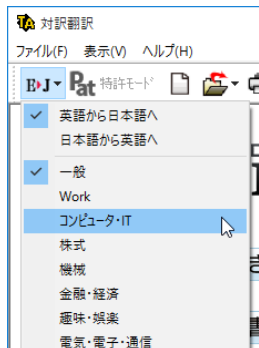 TA 対訳翻訳
ファイル(F) 表示(V) ヘルプ(H)
E▸J Pat 特許モード
英語から日本語へ
日本語から英語へ
一般
Work
コンピュータ・IT
株式
機械
金融・経済
趣味・娯楽
電気・電子・通信